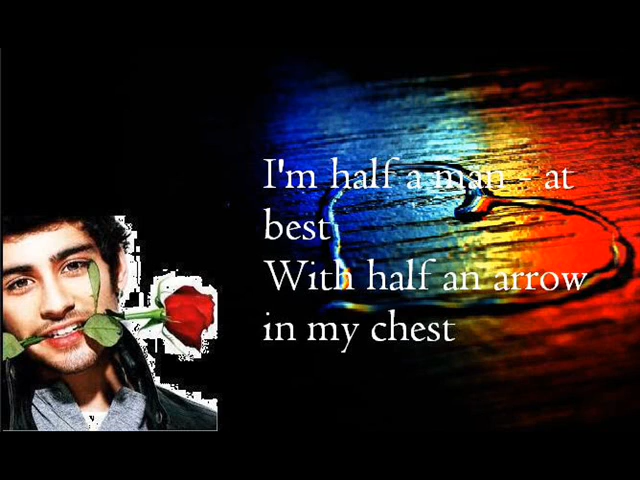 I'm half a man - at
best
With half an arrow
in my chest